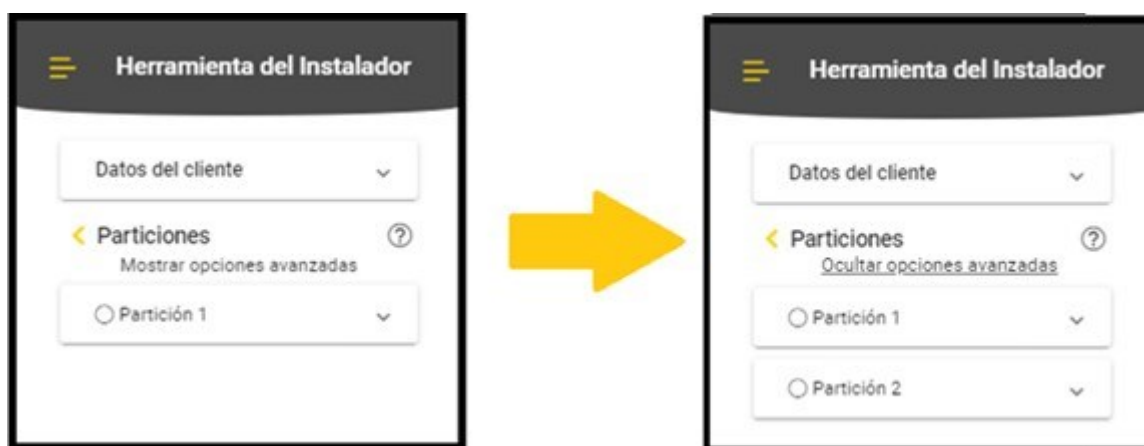 Herramienta del Instalador
Datos del cliente
Particiones
Mostrar opciones avanzadas
Partición 1
Herramienta del Instalador
Datos del cliente
Particiones
Ocultar opciones avanzadas
Partición 1
Partición 2